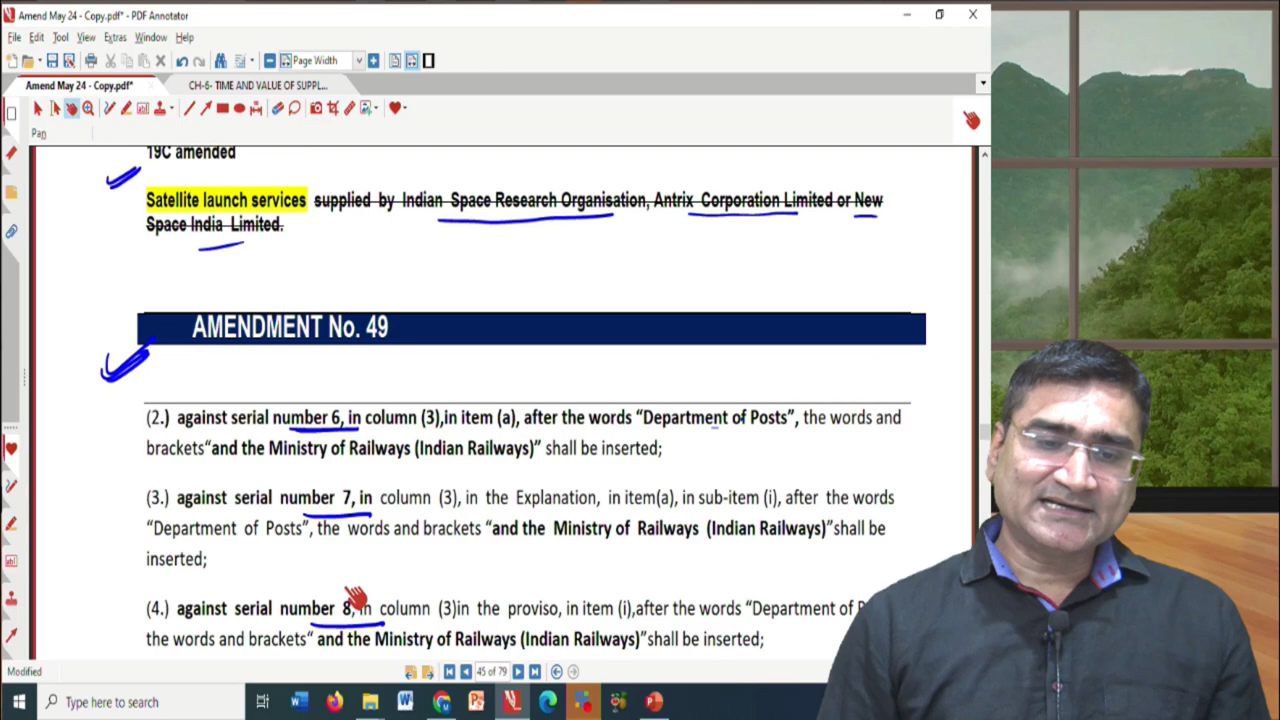 Amend May 24 - Copy.pdf* - PDF Annotator
File Edit Tool View Extras Window Help
Page Width
Amend May 24 - Copy.pdf*
CH-6- TIME AND VALUE OF SUPPL...
Pan
19C amended
Satellite launch services supplied by Indian Space Research Organisation, Antrix Corporation Limited or New
Space India Limited.
AMENDMENT No. 49
(2.) against serial number 6, in column (3),in item (a), after the words “Department of Posts”, the words and
brackets“and the Ministry of Railways (Indian Railways)” shall be inserted;
(3.) against serial number 7, in column (3), in the Explanation, in item(a), in sub-item (i), after the words
“Department of Posts”, the words and brackets “and the Ministry of Railways (Indian Railways)”shall be
inserted;
(4.) against serial number 8, in column (3)in the proviso, in item (i),after the words “Department of
the words and brackets“ and the Ministry of Railways (Indian Railways)”shall be inserted;
Modified
45 of 79
Type here to search